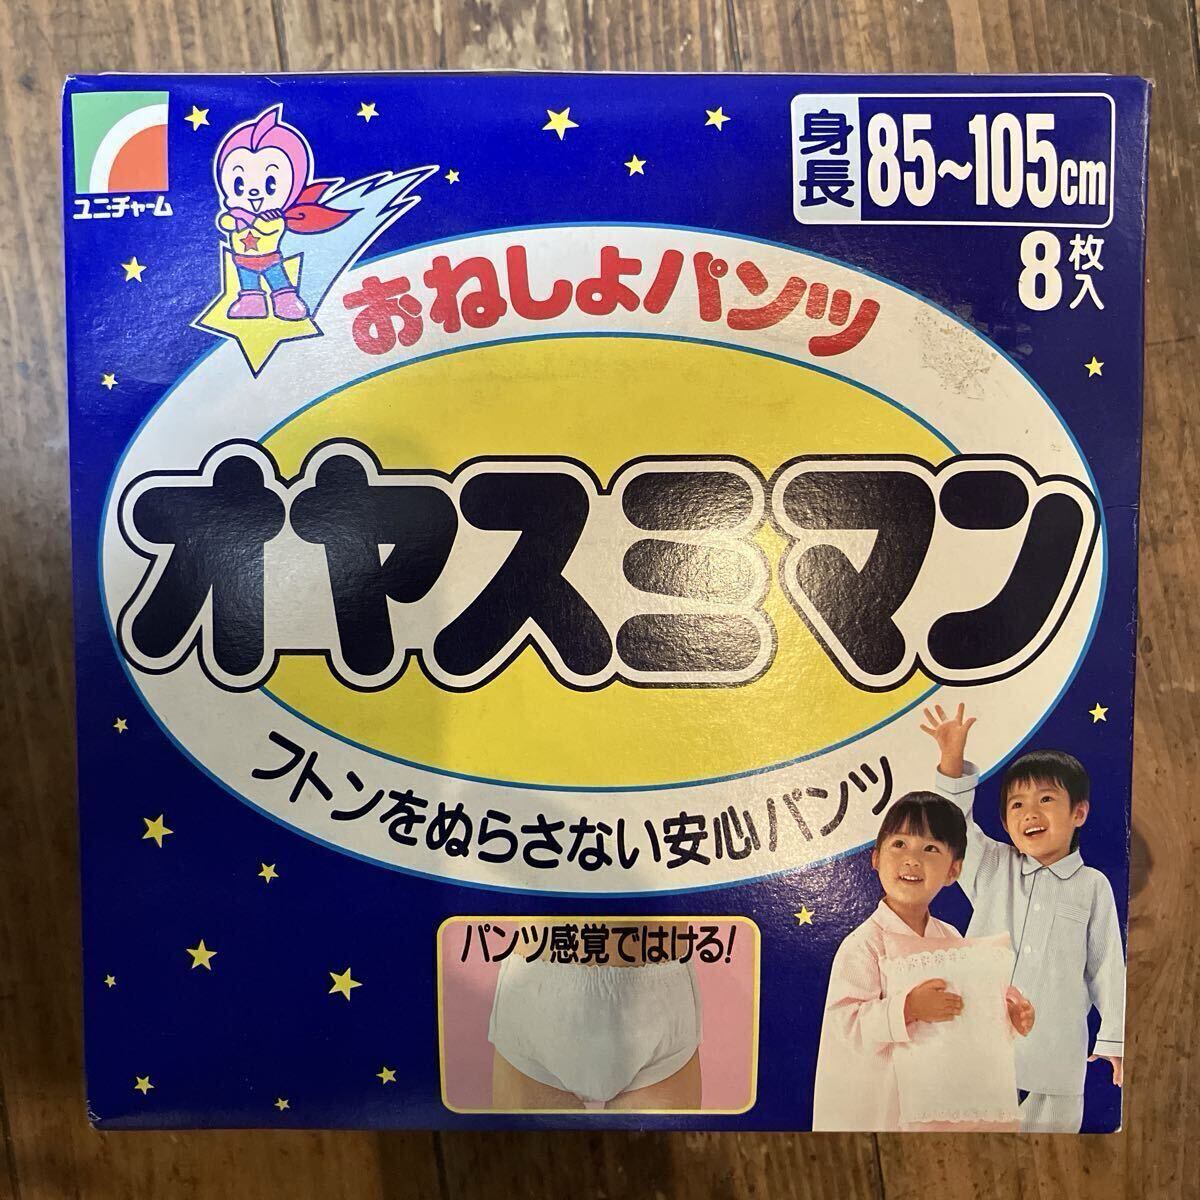 ユニ・チャーム
身長
85~105cm
8枚入
おねしょパンツ
オヤスミマン
フトンをぬらさない安心パンツ
パンツ感覚ではける!